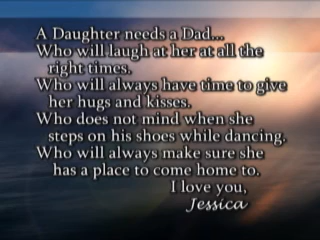 A Daughter needs a Dad...
Who will laugh at her at all the
right times.
Who will always have time to give
her hugs and kisses.
Who does not mind when she
steps on his shoes while dancing.
Who will always make sure she
has a place to come home to.
I love you,
Jessica